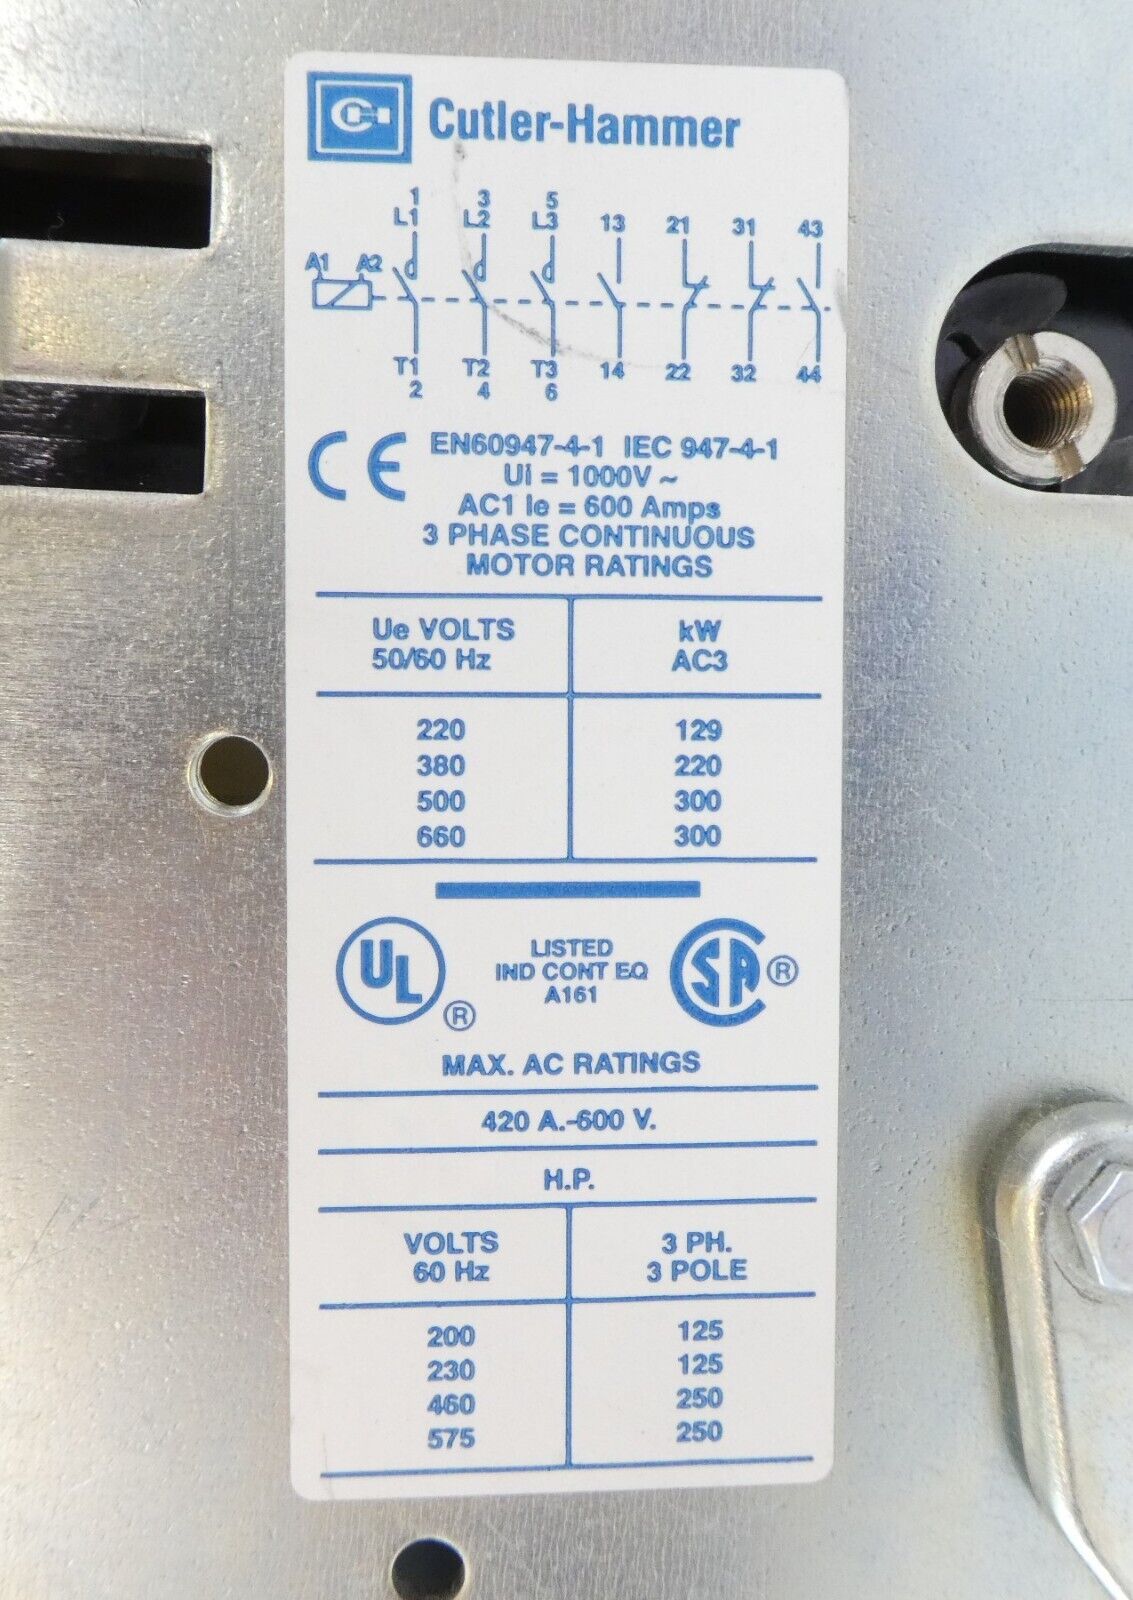 Cutler-Hammer
1 3 5
L1 L2 L3 13 21 31 43
A1 A2
T1 T2 T3 14 22 32 44
2 4 6
CE EN60947-4-1 IEC 947-4-1
Ui = 1000V ~
AC1 Ie = 600 Amps
3 PHASE CONTINUOUS
MOTOR RATINGS
Ue VOLTS kW
50/60 Hz AC3
220 129
380 220
500 300
660 300
UL ® LISTED SA ®
IND CONT EQ
A161
MAX. AC RATINGS
420 A.-600 V.
H.P.
VOLTS 3 PH.
60 Hz 3 POLE
200 125
230 125
460 250
575 250